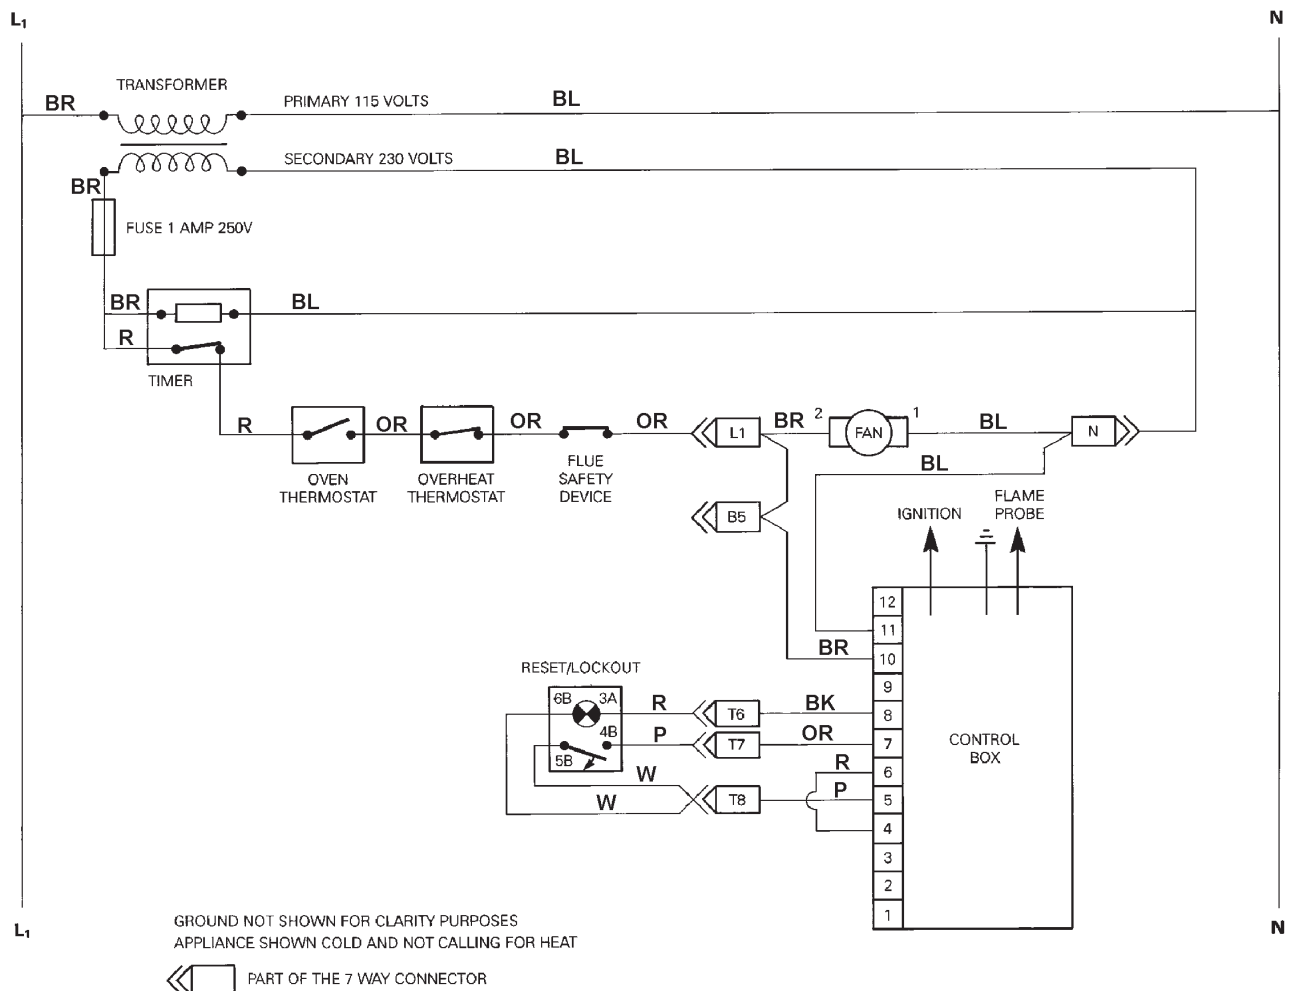 L1 N
TRANSFORMER
BR PRIMARY 115 VOLTS BL
SECONDARY 230 VOLTS BL
BR
FUSE 1 AMP 250V
BR BL
R
TIMER
R OR OR OR L1 BR 2 FAN 1 BL N
OVEN
THERMOSTAT
OVERHEAT
THERMOSTAT
FLUE
SAFETY
DEVICE
BL
B5
IGNITION
FLAME
PROBE
12
11
BR 10
9
RESET/LOCKOUT
6B 3A R T6 BK 8
4B P T7 OR 7
5B
R 6
W
W T8 P 5
4
3
2
1
CONTROL
BOX
L1 N
GROUND NOT SHOWN FOR CLARITY PURPOSES
APPLIANCE SHOWN COLD AND NOT CALLING FOR HEAT
PART OF THE 7 WAY CONNECTOR